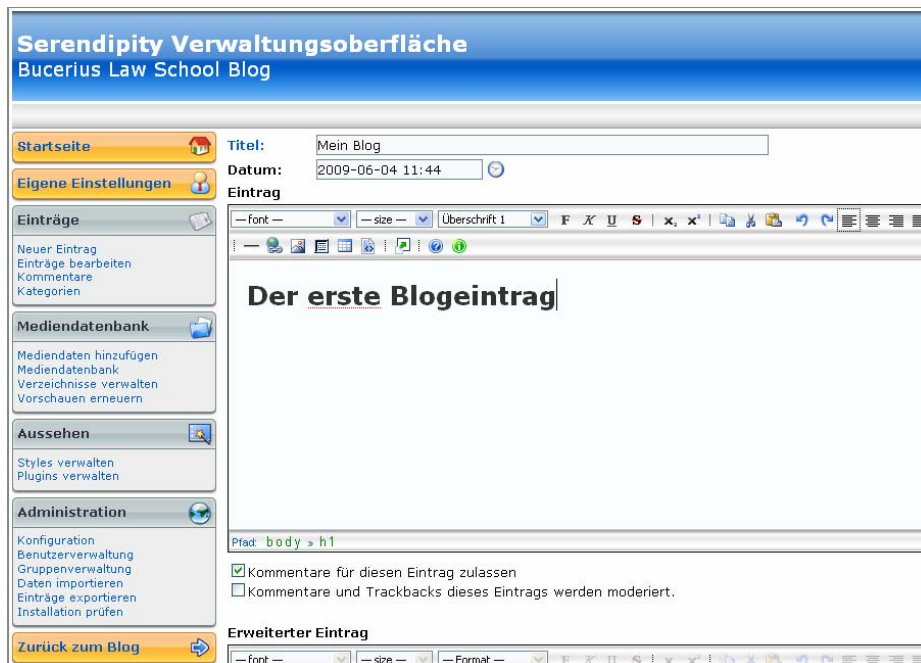 Serendipity Verwaltungsoberfläche
Bucerius Law School Blog
Startseite
Eigene Einstellungen
Einträge
Neuer Eintrag
Einträge bearbeiten
Kommentare
Kategorien
Mediendatenbank
Mediendaten hinzufügen
Mediendatenbank
Verzeichnisse verwalten
Vorschauen erneuern
Aussehen
Styles verwalten
Plugins verwalten
Administration
Konfiguration
Benutzerverwaltung
Gruppenverwaltung
Daten importieren
Einträge exportieren
Installation prüfen
Zurück zum Blog
Titel: Mein Blog
Datum: 2009-06-04 11:44
Eintrag
— font — — size — Überschrift 1 F K U S x₂ x²
Der erste Blogeintrag
Pfad: body » h1
Kommentare für diesen Eintrag zulassen
Kommentare und Trackbacks dieses Eintrags werden moderiert.
Erweiterter Eintrag
— font — — size — — Format — F K U S x₂ x²